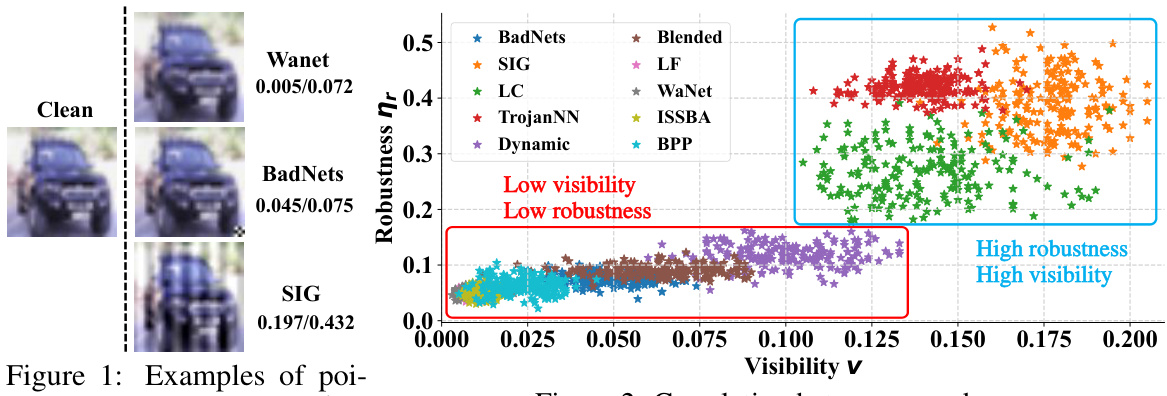 Clean
Wanet
0.005/0.072
BadNets
0.045/0.075
SIG
0.197/0.432
Figure 1: Examples of poi-
Robustness ηr
0.5
0.4
0.3
0.2
0.1
0.0
BadNets
SIG
LC
TrojanNN
Dynamic
Blended
LF
WaNet
ISSBA
BPP
Low visibility
Low robustness
High robustness
High visibility
0.000 0.025 0.050 0.075 0.100 0.125 0.150 0.175 0.200
Visibility v